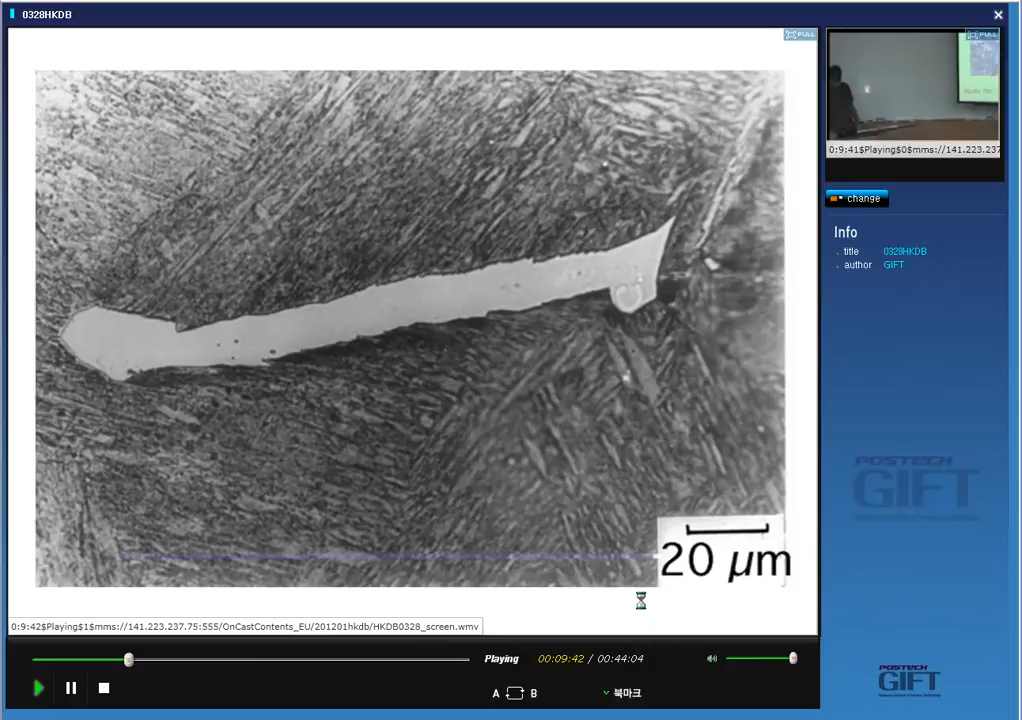 0328HKDB
FULL
FULL
0:9:41$Playing$0$mms://141.223.237
change
Info
. title 0328HKDB
. author GIFT
20 µm
POSTECH
GIFT
0:9:42$Playing$1$mms://141.223.237.75:555/OnCastContents_EU/201201hkdb/HKDB0328_screen.wmv
Playing 00:09:42 / 00:44:04
A B 북마크
POSTECH
GIFT